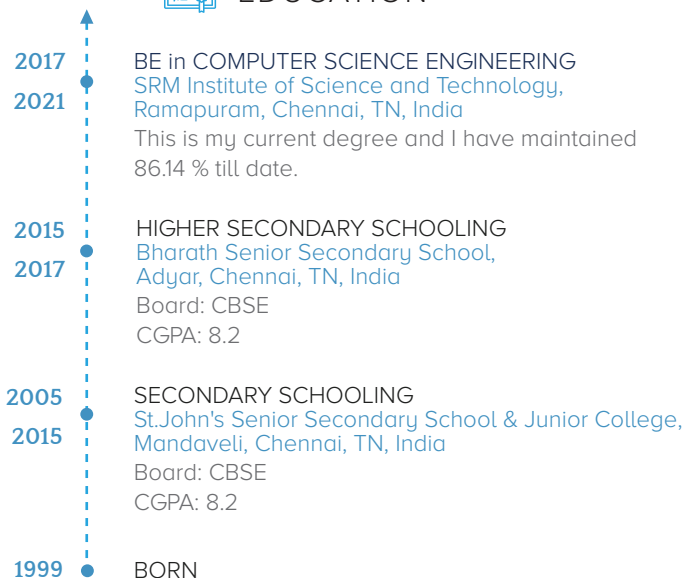 EDUCATION
2017
2021
BE in COMPUTER SCIENCE ENGINEERING
SRM Institute of Science and Technology,
Ramapuram, Chennai, TN, India
This is my current degree and I have maintained
86.14 % till date.
2015
2017
HIGHER SECONDARY SCHOOLING
Bharath Senior Secondary School,
Adyar, Chennai, TN, India
Board: CBSE
CGPA: 8.2
2005
2015
SECONDARY SCHOOLING
St.John's Senior Secondary School & Junior College,
Mandaveli, Chennai, TN, India
Board: CBSE
CGPA: 8.2
1999
BORN